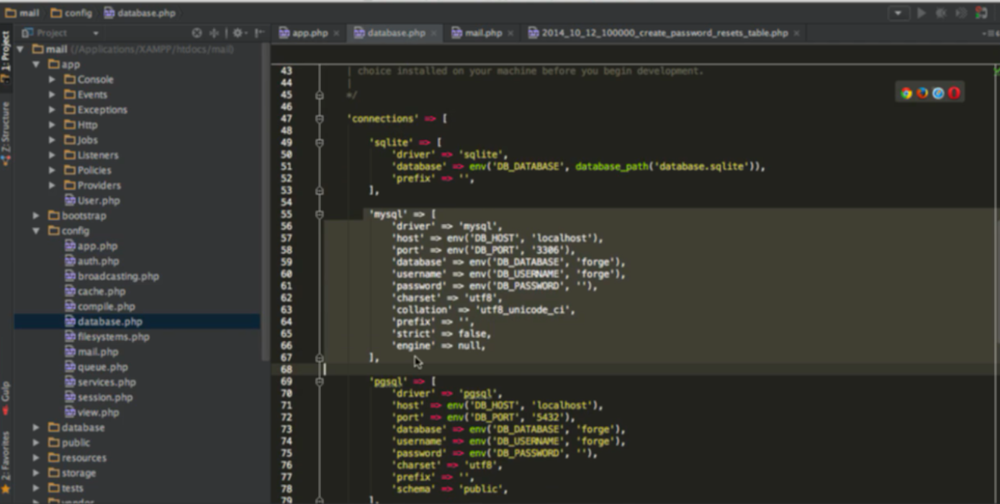 mail config database.php
1: Project
Z: Structure
Gulp
2: Favorites
Project
mail (/Applications/XAMPP/htdocs/mail)
app
Console
Events
Exceptions
Http
Jobs
Listeners
Policies
Providers
User.php
bootstrap
config
app.php
auth.php
broadcasting.php
cache.php
compile.php
database.php
filesystems.php
mail.php
queue.php
services.php
session.php
view.php
database
public
resources
storage
tests
vendor
app.php database.php mail.php 2014_10_12_100000_create_password_resets_table.php
43 | choice installed on your machine before you begin development.
44 |
45 */
46
47 'connections' => [
48
49 'sqlite' => [
50 'driver' => 'sqlite',
51 'database' => env('DB_DATABASE', database_path('database.sqlite')),
52 'prefix' => '',
53 ],
54
55 'mysql' => [
56 'driver' => 'mysql',
57 'host' => env('DB_HOST', 'localhost'),
58 'port' => env('DB_PORT', '3306'),
59 'database' => env('DB_DATABASE', 'forge'),
60 'username' => env('DB_USERNAME', 'forge'),
61 'password' => env('DB_PASSWORD', ''),
62 'charset' => 'utf8',
63 'collation' => 'utf8_unicode_ci',
64 'prefix' => '',
65 'strict' => false,
66 'engine' => null,
67 ],
68
69 'pgsql' => [
70 'driver' => 'pgsql',
71 'host' => env('DB_HOST', 'localhost'),
72 'port' => env('DB_PORT', '5432'),
73 'database' => env('DB_DATABASE', 'forge'),
74 'username' => env('DB_USERNAME', 'forge'),
75 'password' => env('DB_PASSWORD', ''),
76 'charset' => 'utf8',
77 'prefix' => '',
78 'schema' => 'public',
79 ],